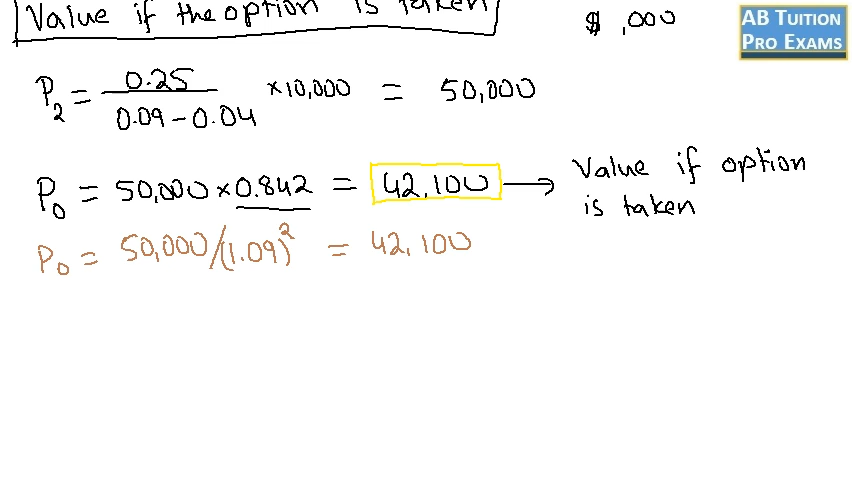 Value if the option is taken
$,000
AB TUITION
PRO EXAMS
P₂ = 0.25 / 0.09 - 0.04 × 10,000 = 50,000
P₀ = 50,000 × 0.842 = 42,100 → Value if option
is taken
P₀ = 50,000/(1.09)² = 42,100